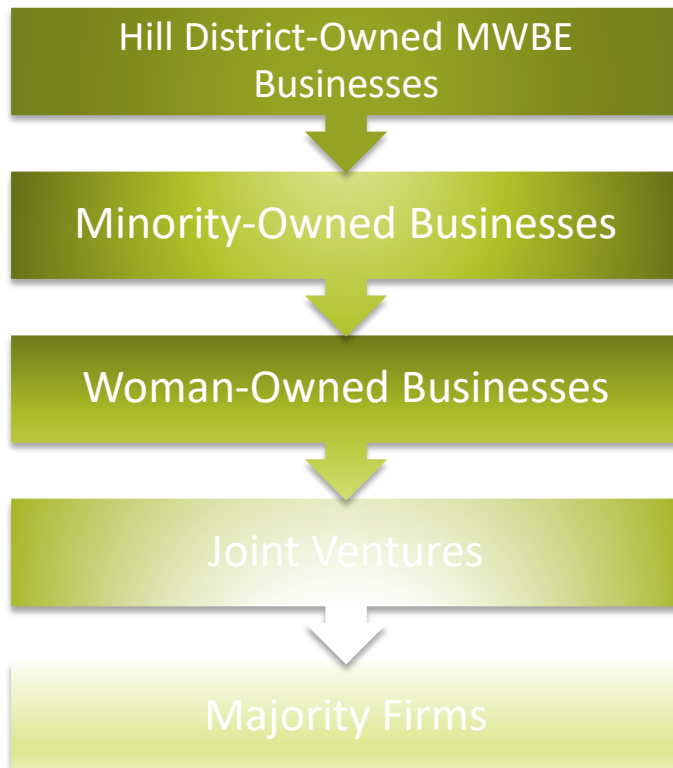 Hill District-Owned MWBE
Businesses
Minority-Owned Businesses
Woman-Owned Businesses
Joint Ventures
Majority Firms